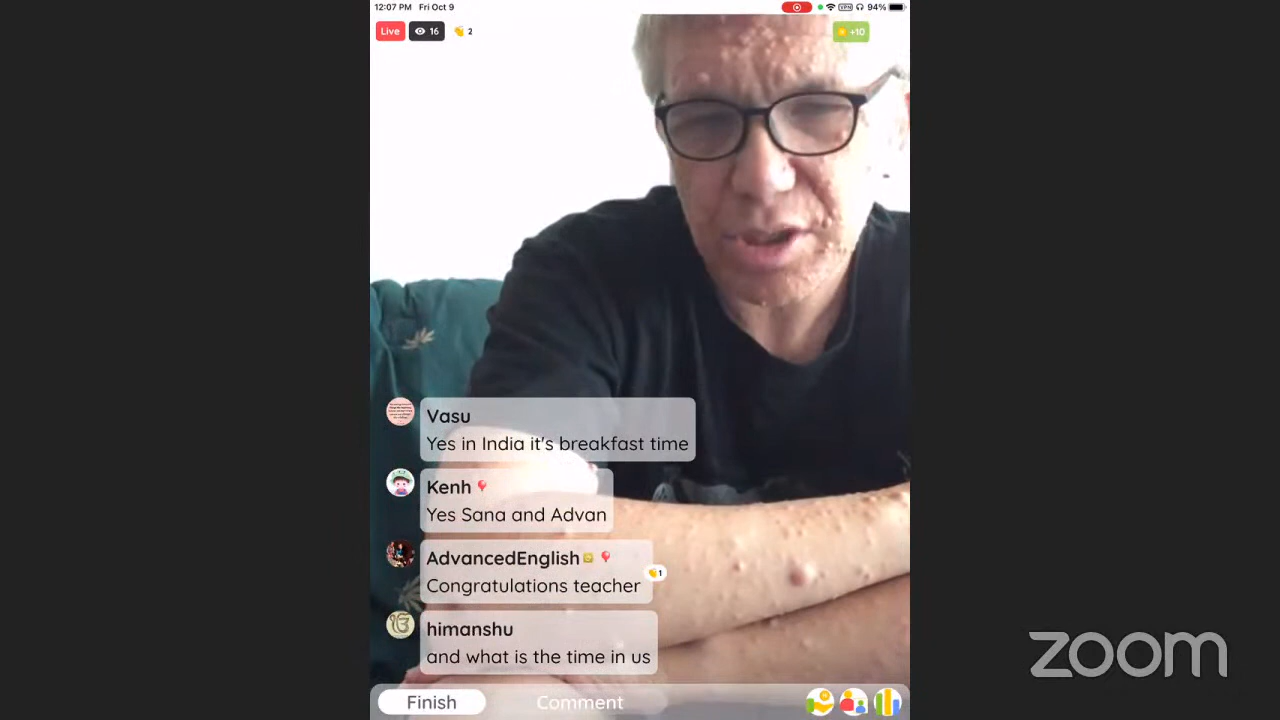 12:07 PM Fri Oct 9
VPN 94%
Live 16 2
+10
Vasu
Yes in India it's breakfast time
Kenh
Yes Sana and Advan
AdvancedEnglish
1
Congratulations teacher
himanshu
and what is the time in us
Finish Comment
zoom